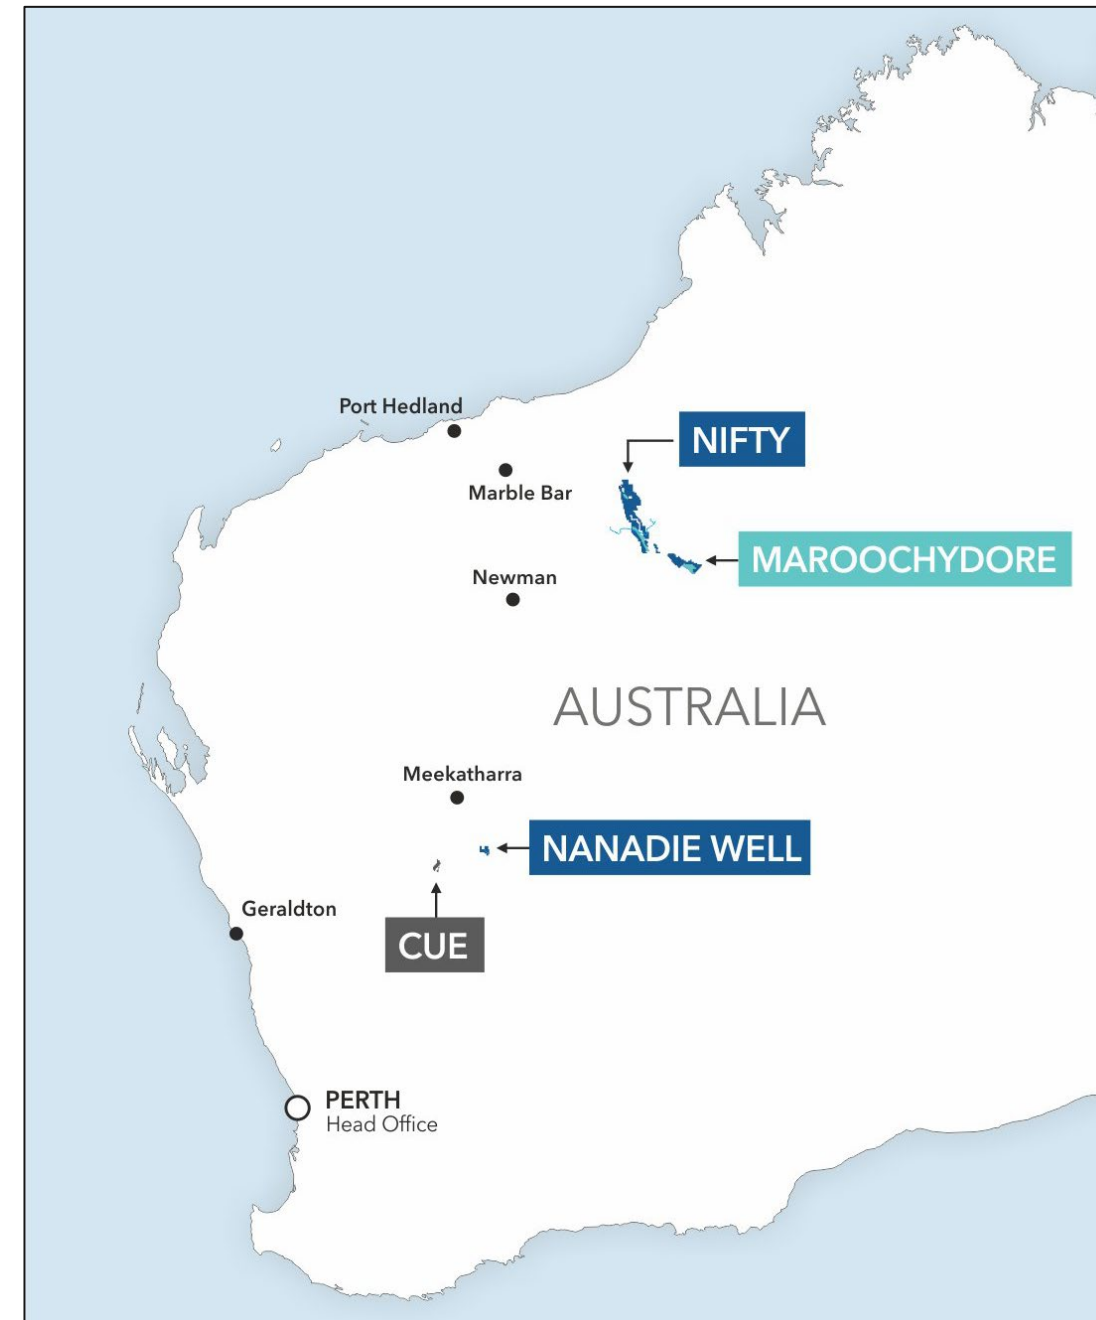 Port Hedland
NIFTY
Marble Bar
MAROOCHYDORE
Newman
AUSTRALIA
Meekatharra
NANADIE WELL
Geraldton
CUE
PERTH
Head Office